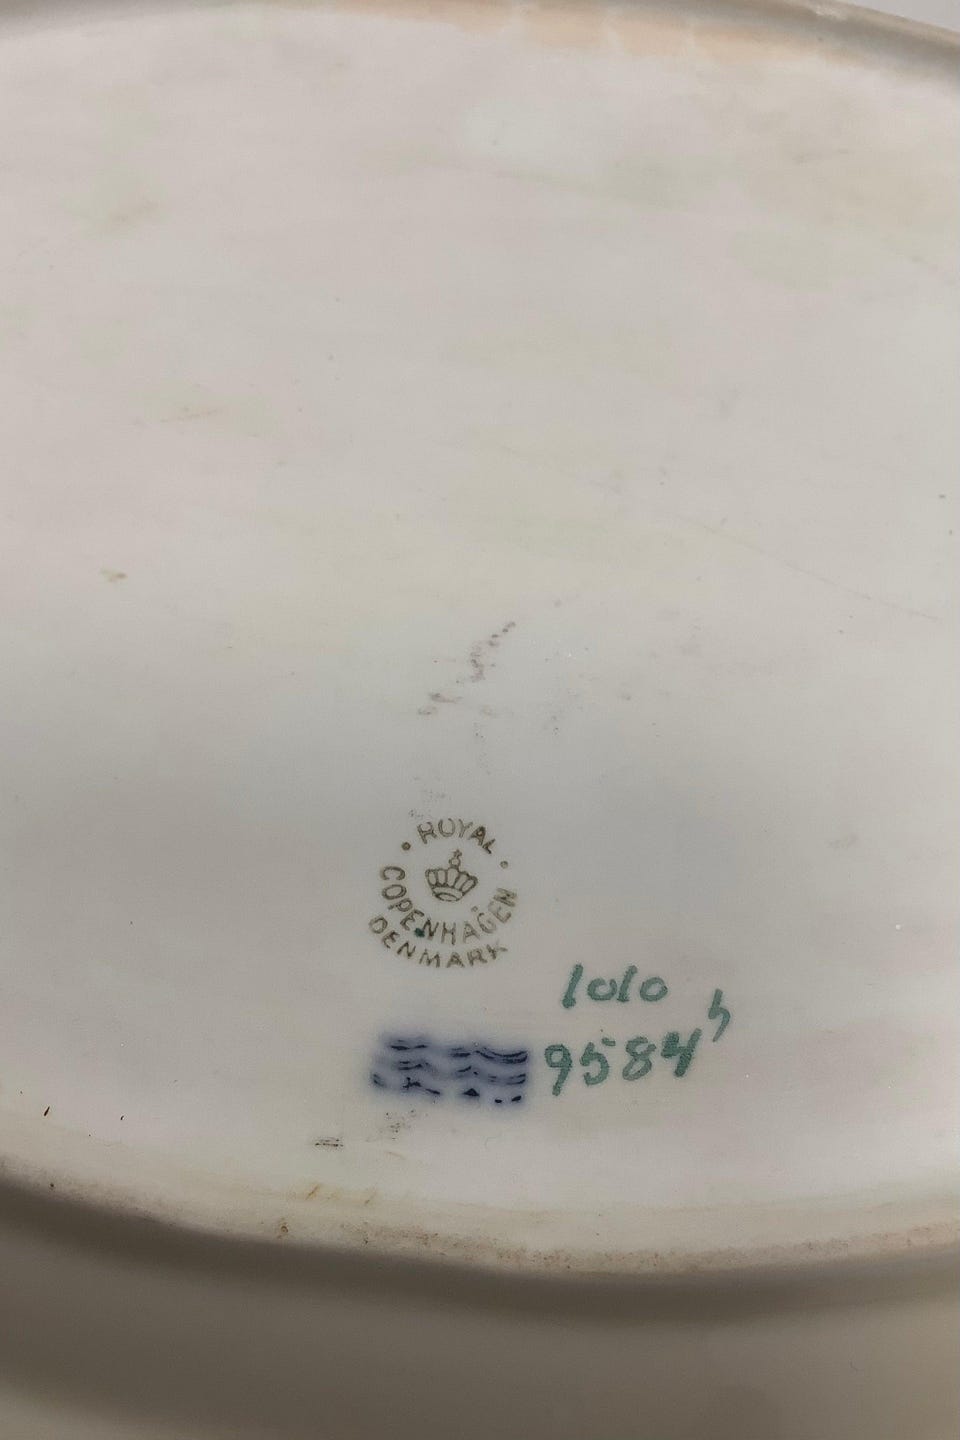 ROYAL
COPENHAGEN
DENMARK
1010
9584